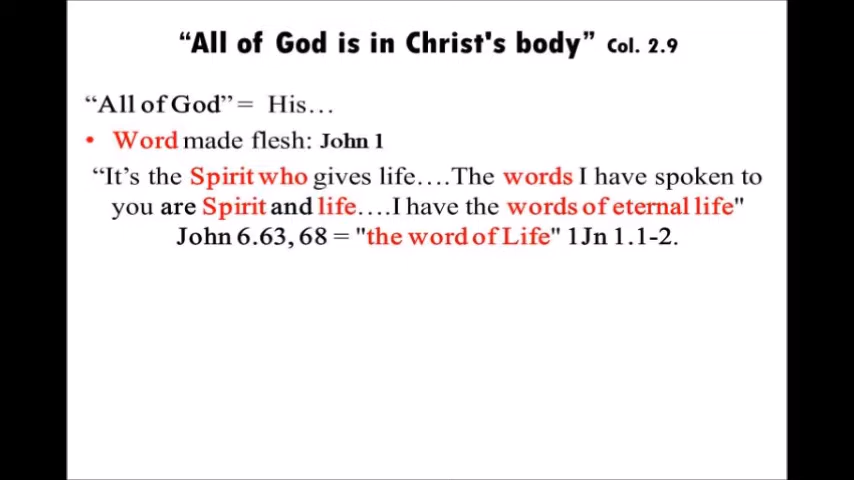 “All of God is in Christ's body” Col. 2.9
“All of God” = His…
• Word made flesh: John 1
“It’s the Spirit who gives life….The words I have spoken to
you are Spirit and life….I have the words of eternal life"
John 6.63, 68 = "the word of Life" 1Jn 1.1-2.